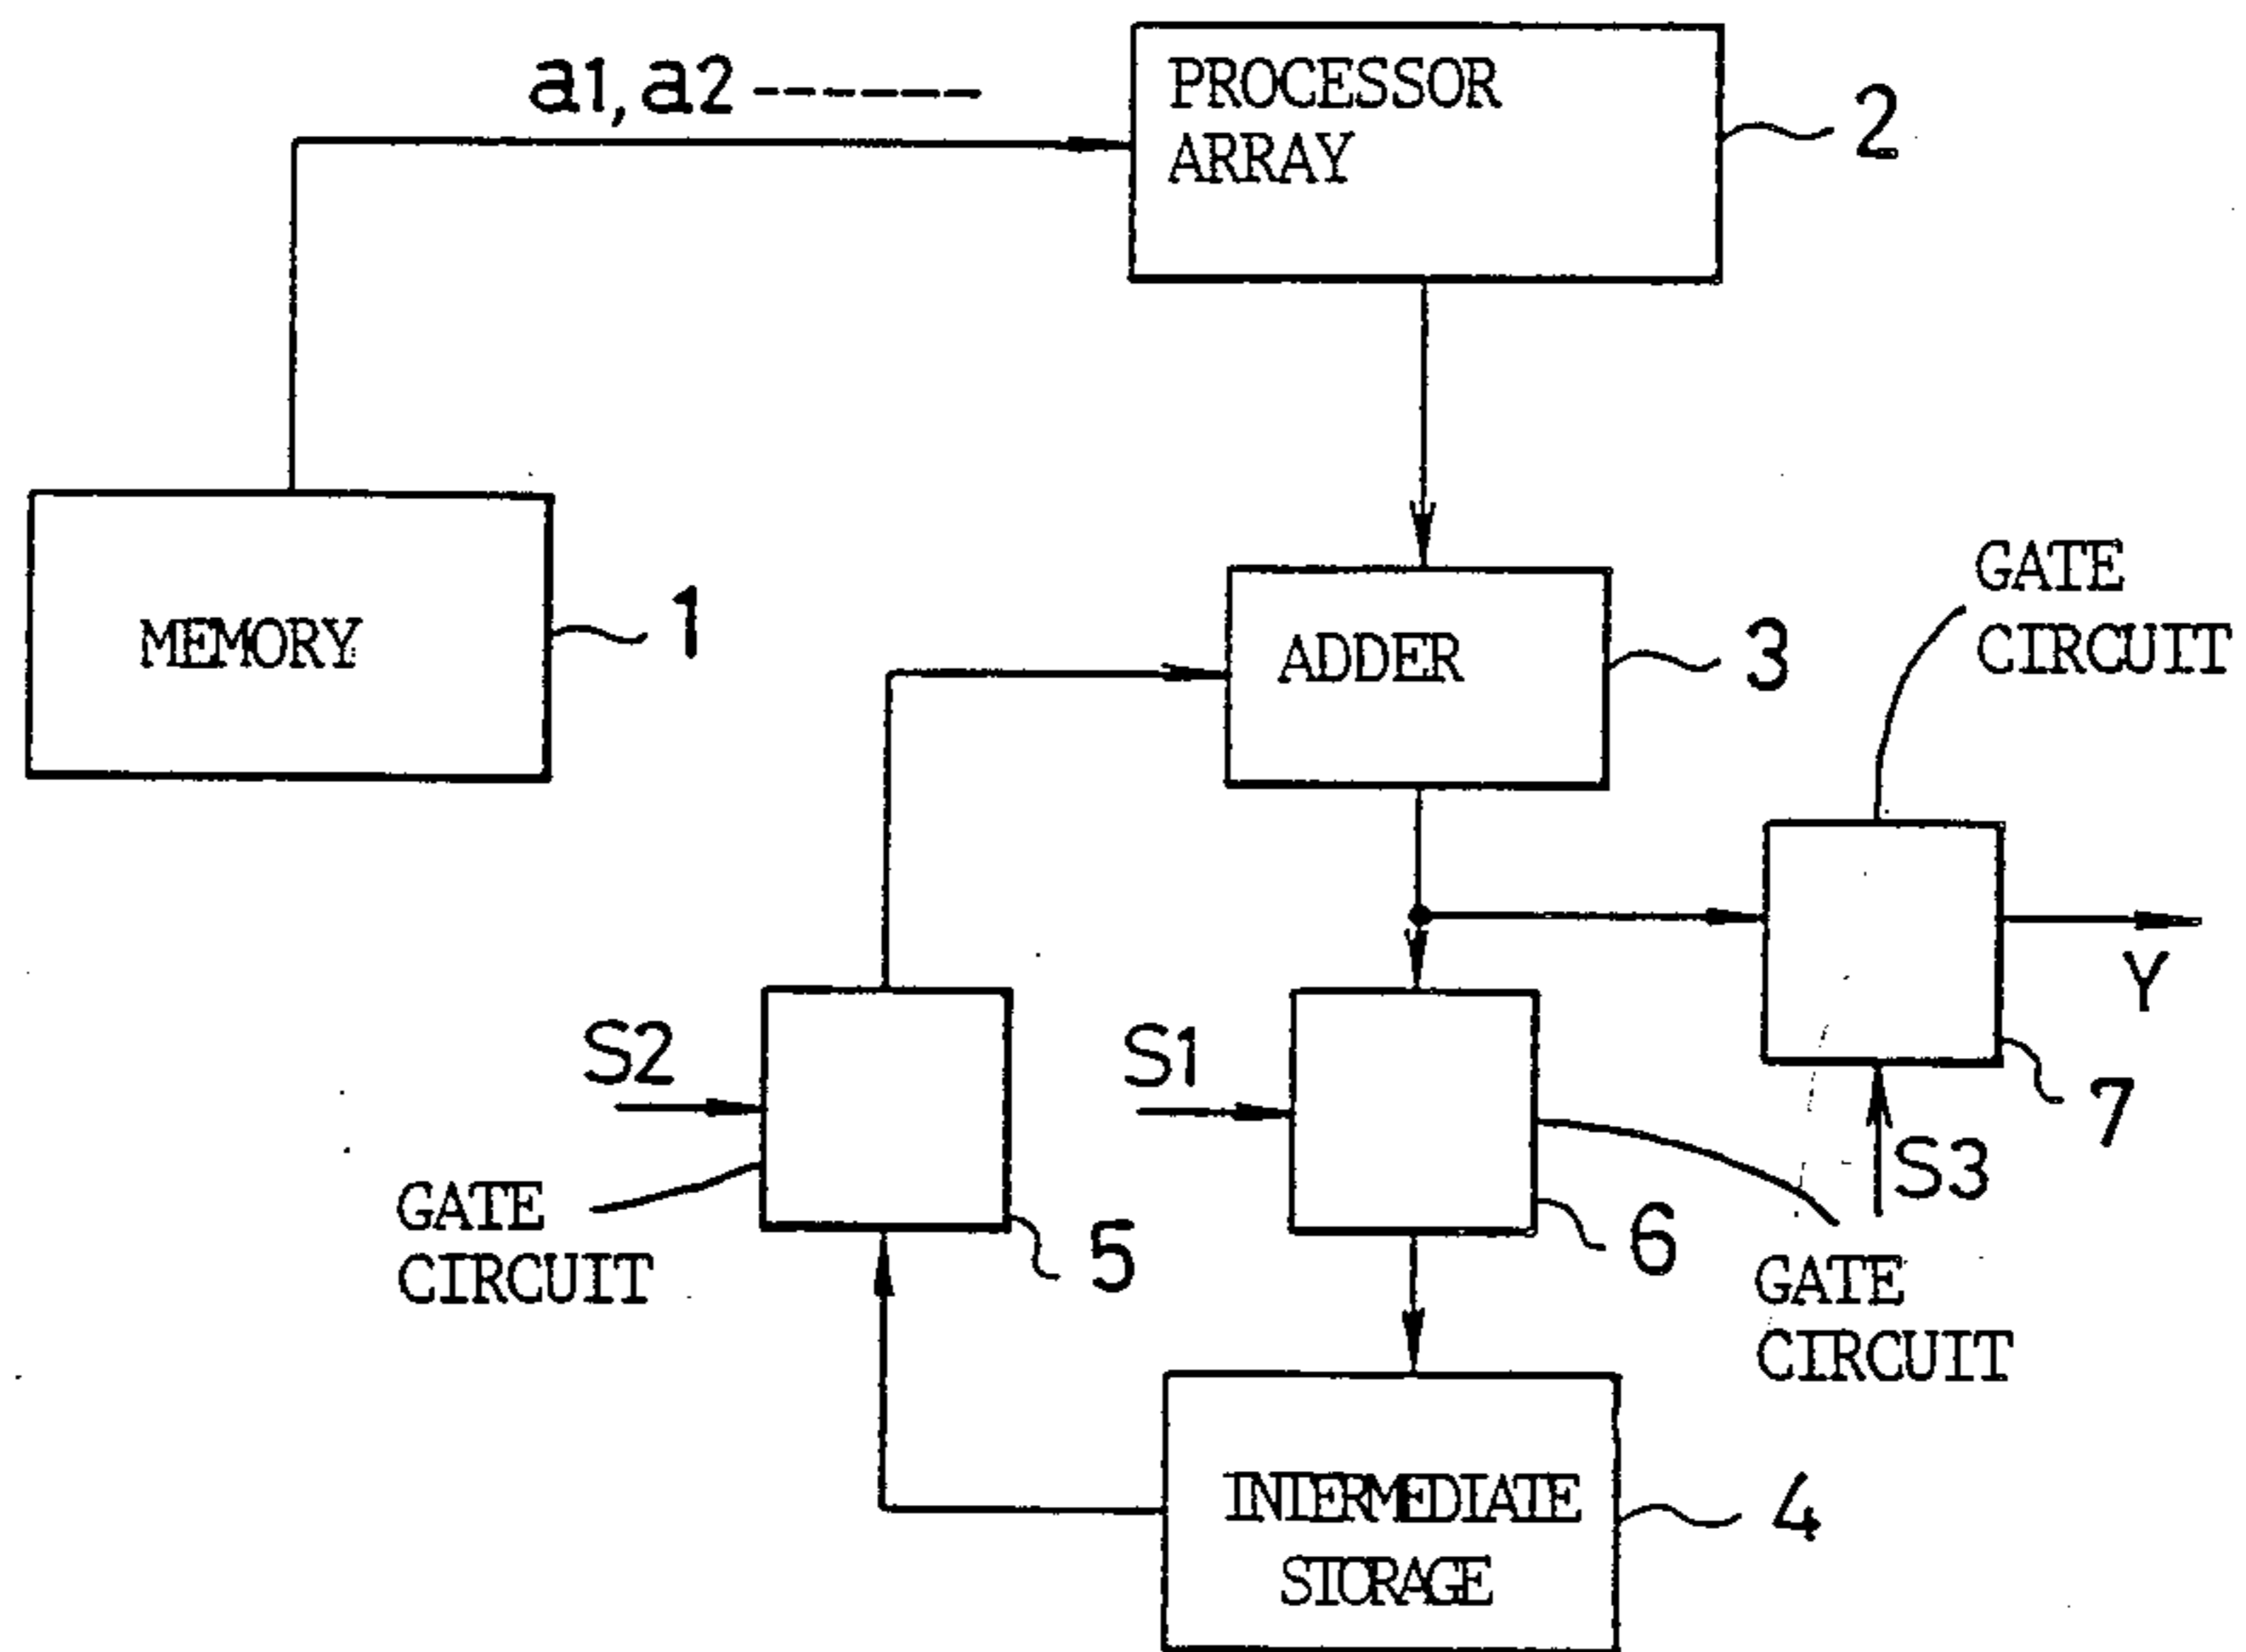 a1, a2 ------
PROCESSOR
ARRAY
2
MEMORY
1
ADDER
3
GATE
CIRCUIT
Y
7
S3
S2
S1
GATE
CIRCUIT
5
6
GATE
CIRCUIT
INTERMEDIATE
STORAGE
4